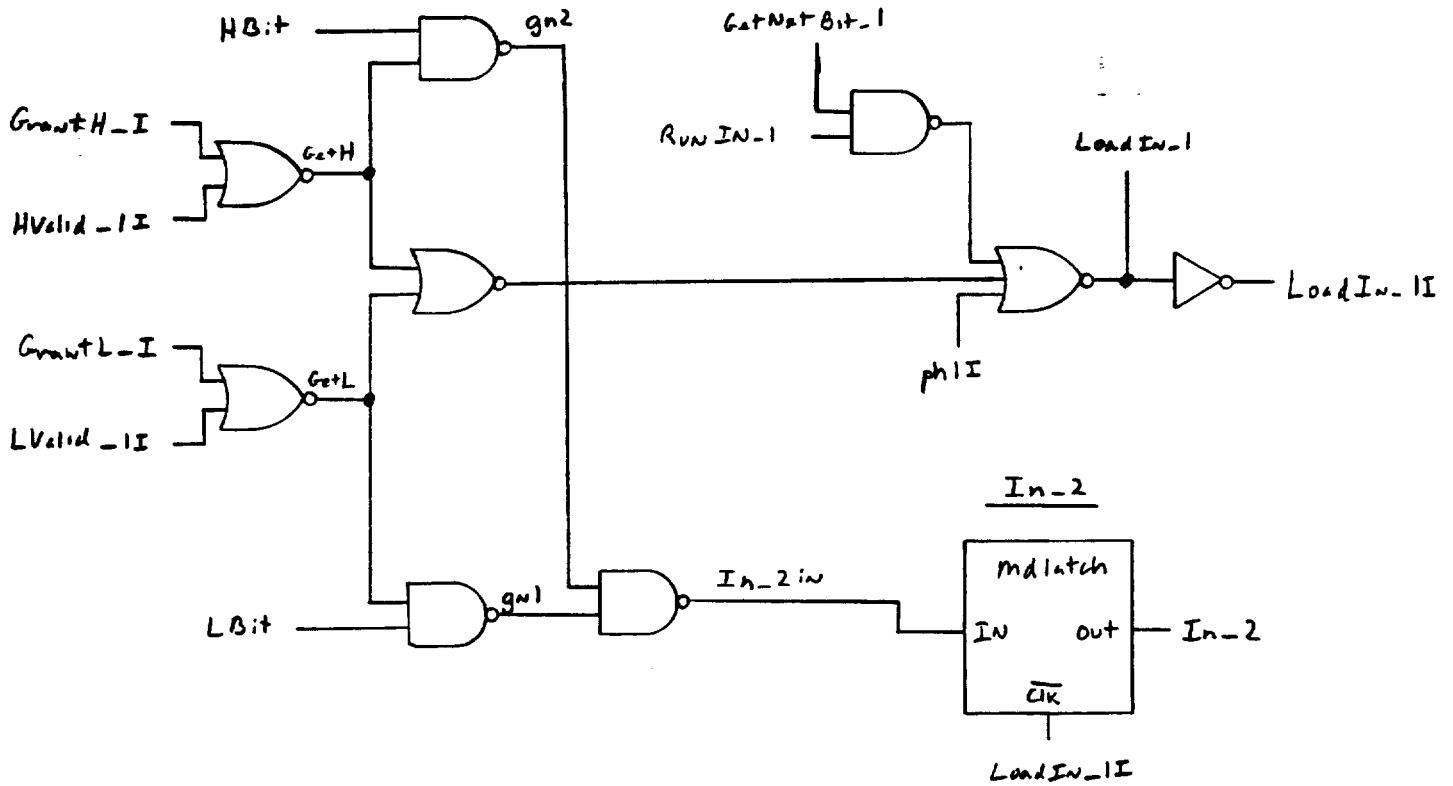 HBit
gn2
GetNxtBit_1
GrantH_I
GetH
RunIN_1
LoadIn_1
HValid_1I
LoadIn_1I
GrantL_I
GetL
ph1I
LValid_1I
In_2
mdlatch
LBit
gn1
In_2in
IN
out
In_2
Clk
LoadIn_1I